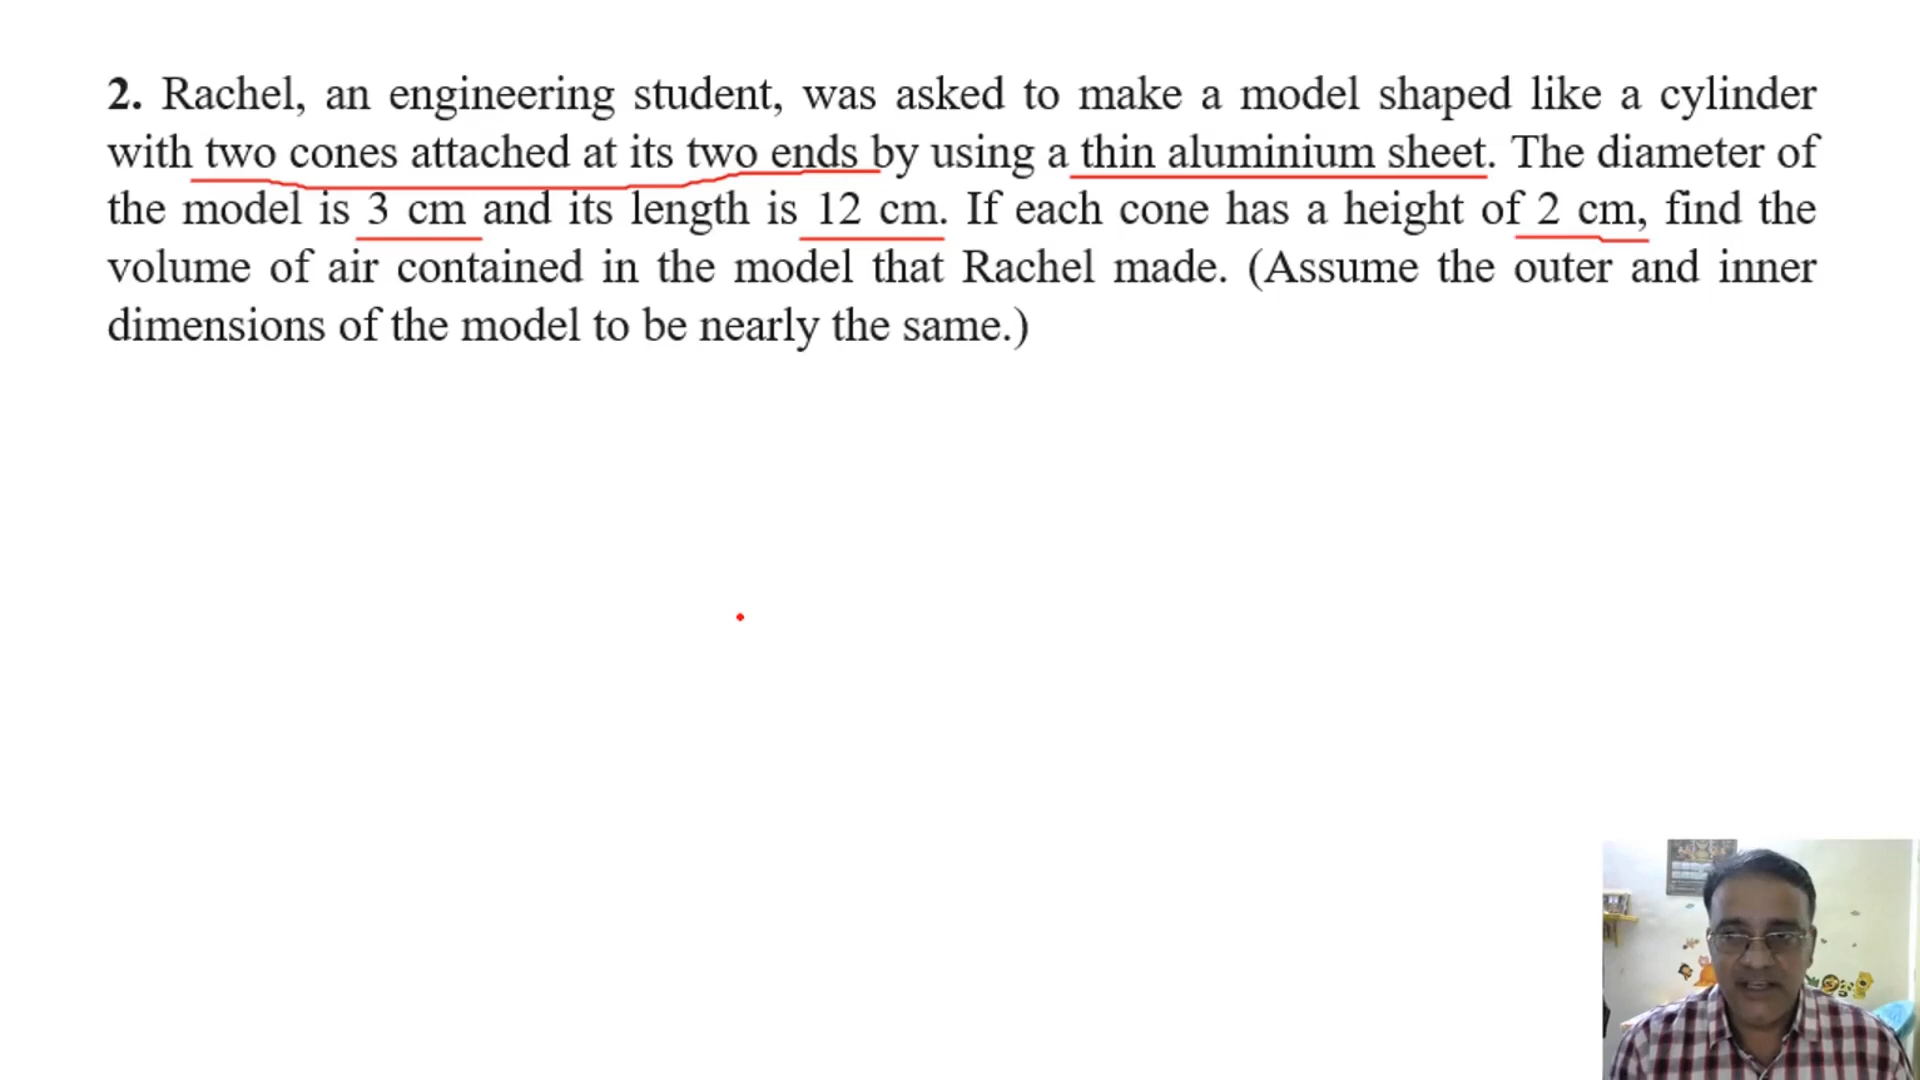 2. Rachel, an engineering student, was asked to make a model shaped like a cylinder
with two cones attached at its two ends by using a thin aluminium sheet. The diameter of
the model is 3 cm and its length is 12 cm. If each cone has a height of 2 cm, find the
volume of air contained in the model that Rachel made. (Assume the outer and inner
dimensions of the model to be nearly the same.)